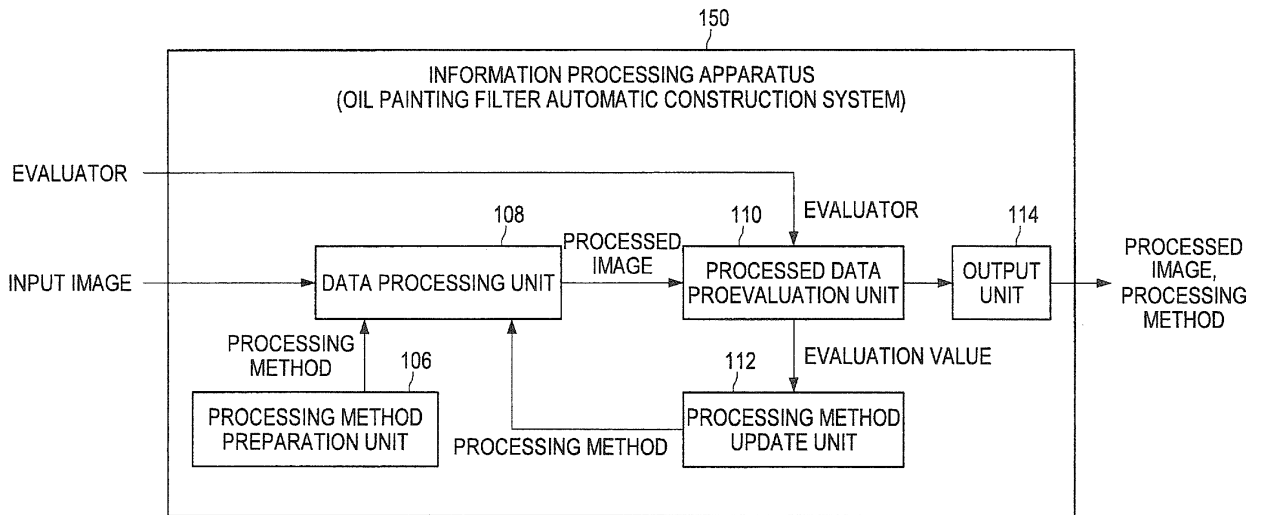 150
INFORMATION PROCESSING APPARATUS
(OIL PAINTING FILTER AUTOMATIC CONSTRUCTION SYSTEM)
EVALUATOR
EVALUATOR
108
110
114
PROCESSED
IMAGE
INPUT IMAGE
DATA PROCESSING UNIT
PROCESSED DATA
PROEVALUATION UNIT
OUTPUT
UNIT
PROCESSED
IMAGE,
PROCESSING
METHOD
PROCESSING
METHOD
106
112
EVALUATION VALUE
PROCESSING METHOD
PREPARATION UNIT
PROCESSING METHOD
PROCESSING METHOD
UPDATE UNIT